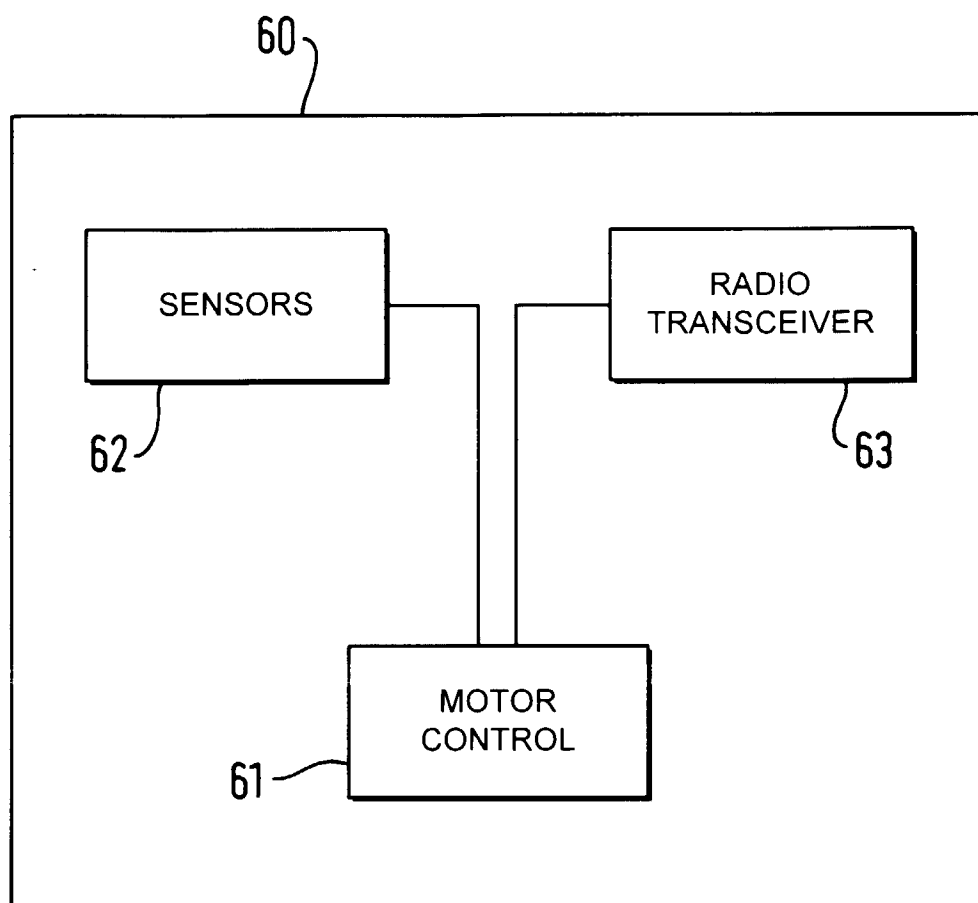 60
SENSORS
RADIO
TRANSCEIVER
62
63
MOTOR
CONTROL
61